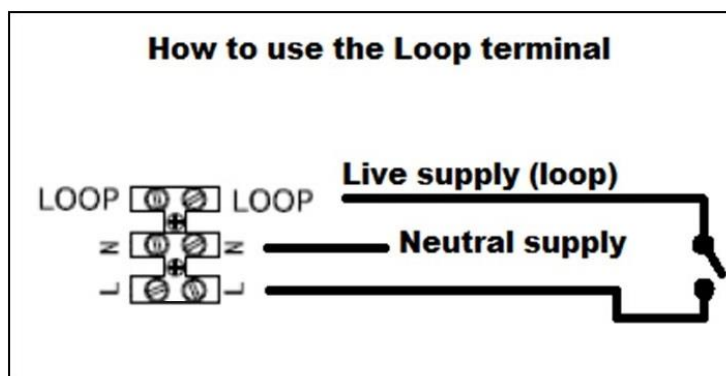 How to use the Loop terminal
Live supply (loop)
LOOP LOOP
N N Neutral supply
L L